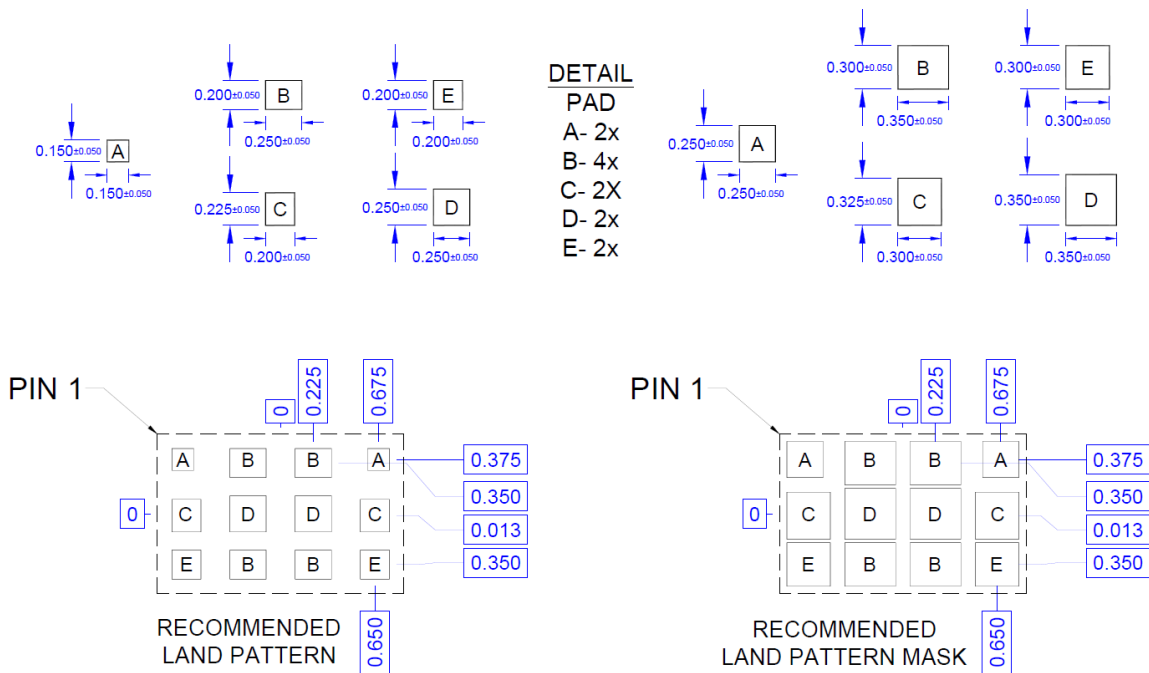 0.200±0.050
B
0.250±0.050
0.200±0.050
E
0.200±0.050
0.150±0.050
A
0.150±0.050
0.225±0.050
C
0.200±0.050
0.250±0.050
D
0.250±0.050
DETAIL
PAD
A- 2x
B- 4x
C- 2X
D- 2x
E- 2x
0.300±0.050
B
0.350±0.050
0.300±0.050
E
0.300±0.050
0.250±0.050
A
0.250±0.050
0.325±0.050
C
0.300±0.050
0.350±0.050
D
0.350±0.050
PIN 1
0
0.225
0.675
A B B A
0.375
0.350
0
C D D C
0.013
E B B E
0.350
0.650
RECOMMENDED
LAND PATTERN
PIN 1
0
0.225
0.675
A B B A
0.375
0.350
0
C D D C
0.013
E B B E
0.350
0.650
RECOMMENDED
LAND PATTERN MASK